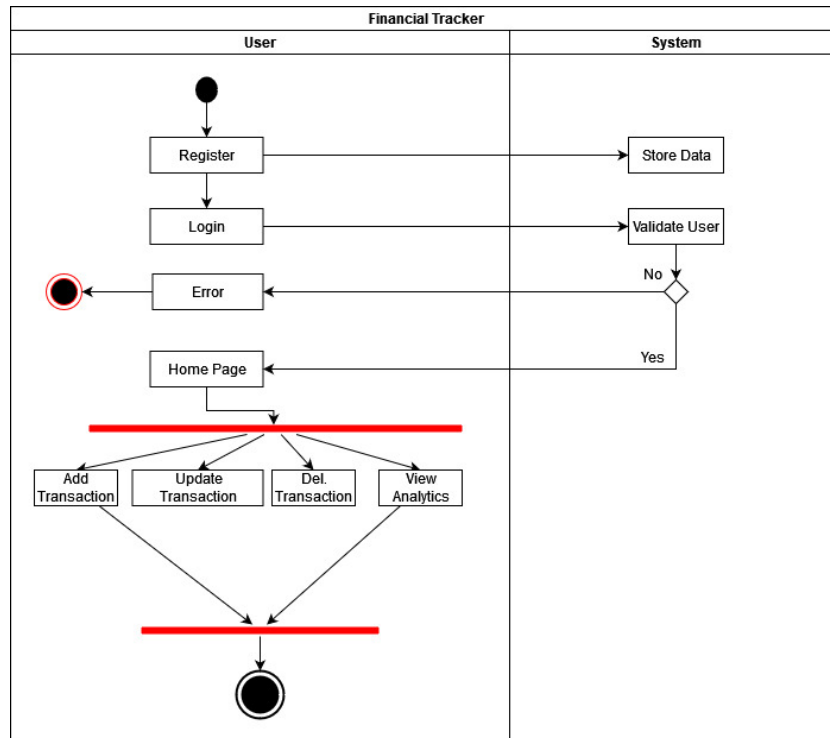 Financial Tracker
User
System
Register
Store Data
Login
Validate User
No
Error
Yes
Home Page
Add
Transaction
Update
Transaction
Del.
Transaction
View
Analytics